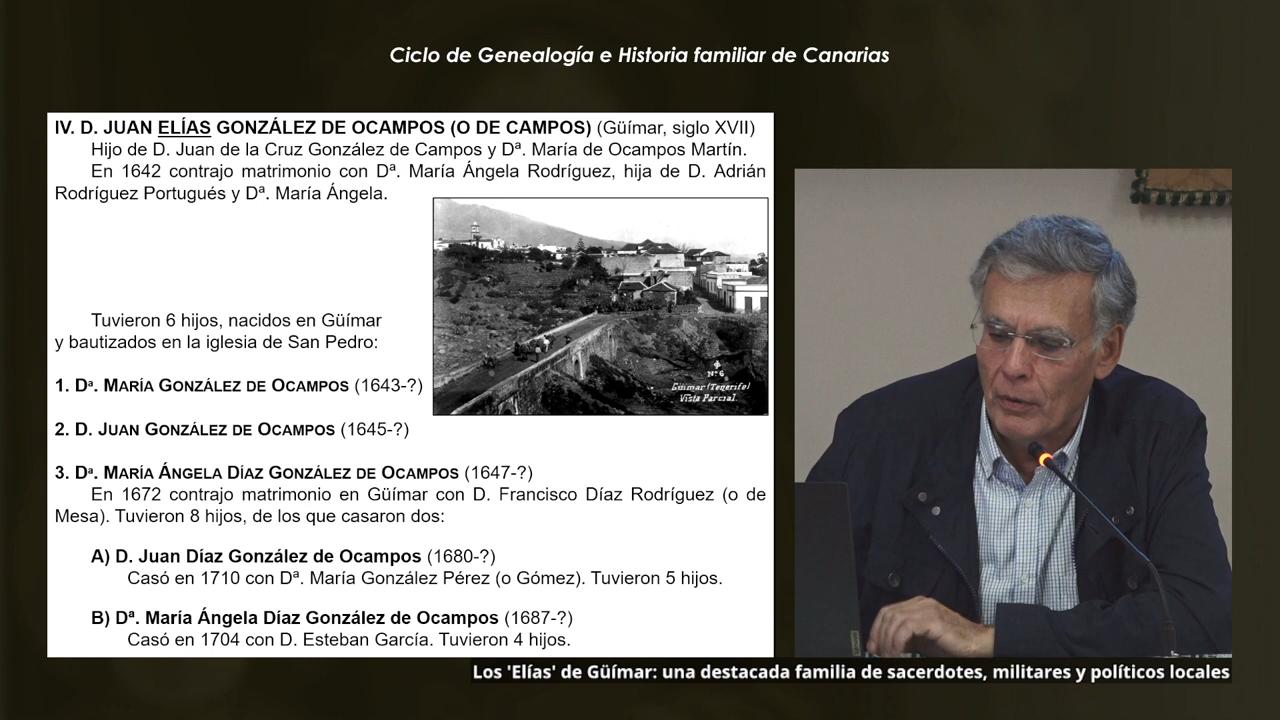 Ciclo de Genealogía e Historia familiar de Canarias
IV. D. JUAN ELÍAS GONZÁLEZ DE OCAMPOS (O DE CAMPOS) (Güímar, siglo XVII)
Hijo de D. Juan de la Cruz González de Campos y Dª. María de Ocampos Martín.
En 1642 contrajo matrimonio con Dª. María Ángela Rodríguez, hija de D. Adrián
Rodríguez Portugués y Dª. María Ángela.
Tuvieron 6 hijos, nacidos en Güímar
y bautizados en la iglesia de San Pedro:
1. Dª. MARÍA GONZÁLEZ DE OCAMPOS (1643-?)
Nº 6
Güimar (Tenerife)
Vista Parcial.
2. D. JUAN GONZÁLEZ DE OCAMPOS (1645-?)
3. Dª. MARÍA ÁNGELA DÍAZ GONZÁLEZ DE OCAMPOS (1647-?)
En 1672 contrajo matrimonio en Güímar con D. Francisco Díaz Rodríguez (o de
Mesa). Tuvieron 8 hijos, de los que casaron dos:
A) D. Juan Díaz González de Ocampos (1680-?)
Casó en 1710 con Dª. María González Pérez (o Gómez). Tuvieron 5 hijos.
B) Dª. María Ángela Díaz González de Ocampos (1687-?)
Casó en 1704 con D. Esteban García. Tuvieron 4 hijos.
Los 'Elías' de Güímar: una destacada familia de sacerdotes, militares y políticos locales